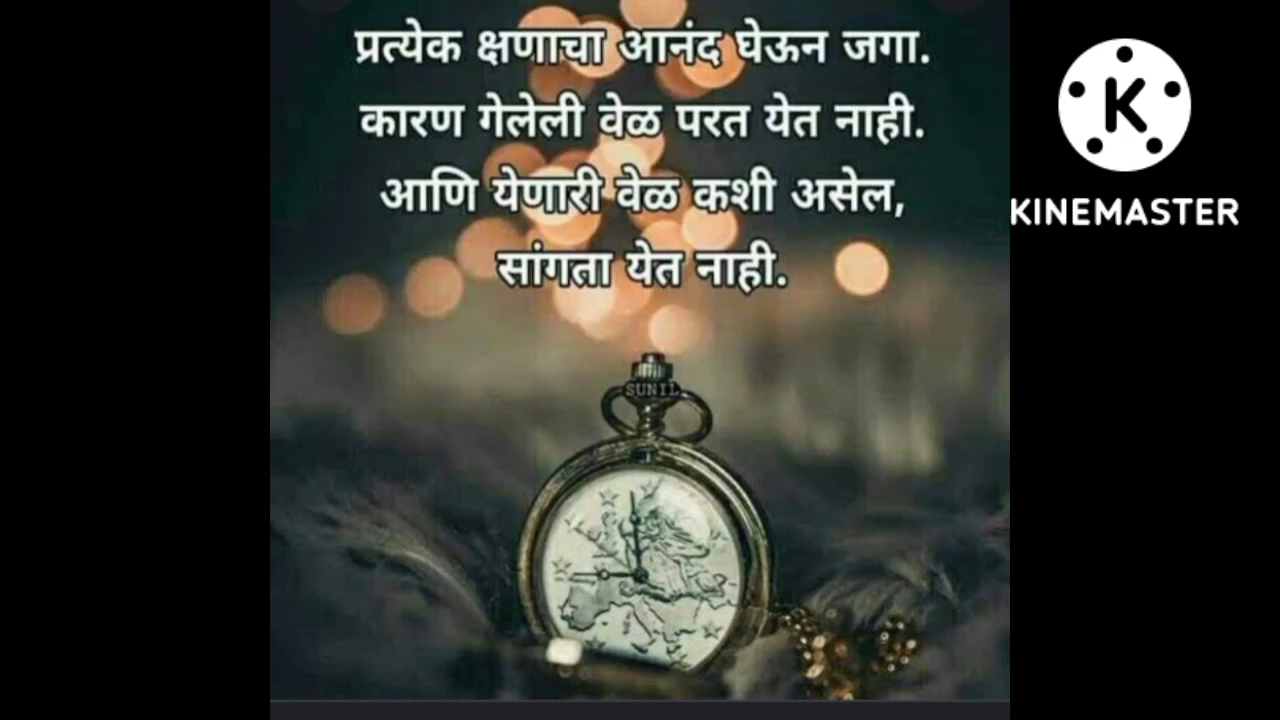 प्रत्येक क्षणाचा आनंद घेऊन जगा.
कारण गेलेली वेळ परत येत नाही.
आणि येणारी वेळ कशी असेल,
सांगता येत नाही.
SUNIL
K
KINEMASTER